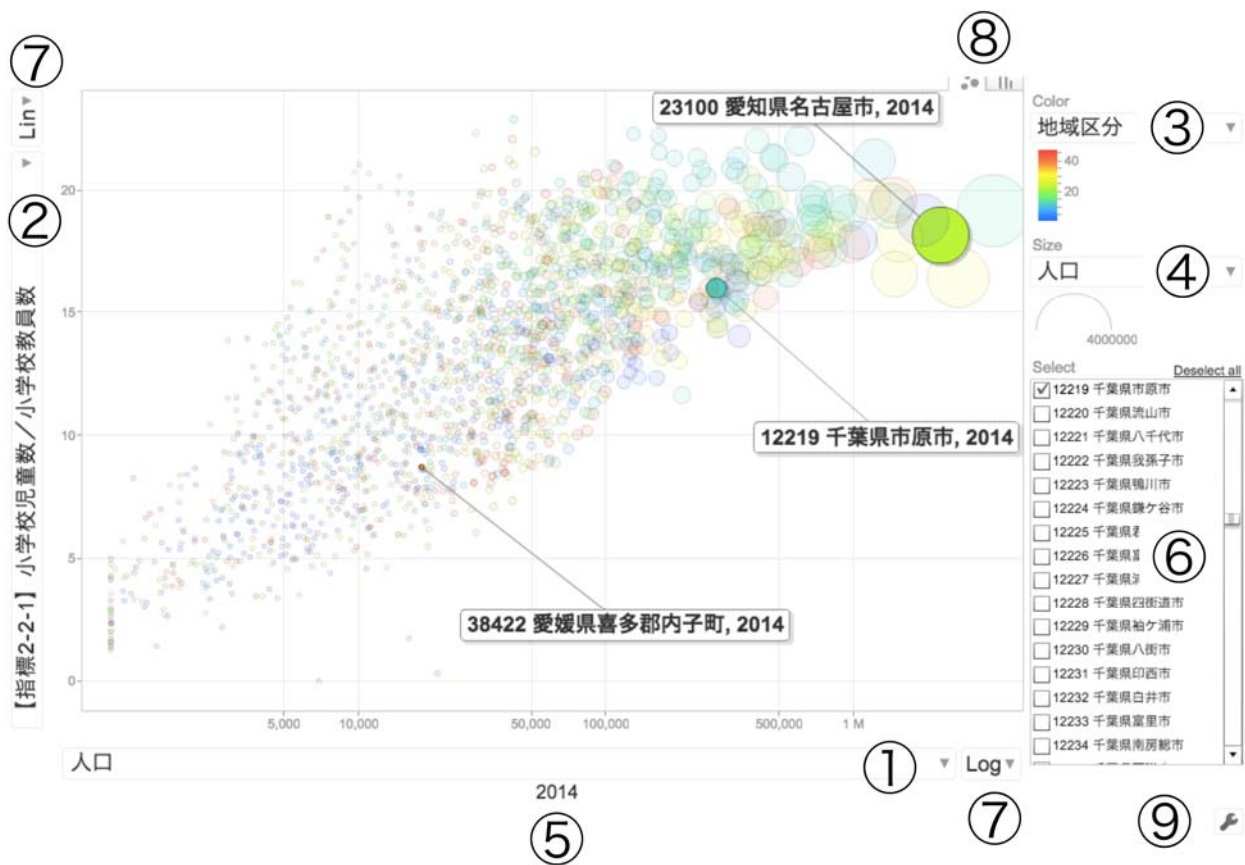 ⑦
⑧
Lin
②
【指標2-2-1】 小学校児童数／小学校教員数
20
15
10
5
0
23100 愛知県名古屋市, 2014
12219 千葉県市原市, 2014
38422 愛媛県喜多郡内子町, 2014
5,000
10,000
50,000
100,000
500,000
1 M
人口
①
Log
2014
⑤
⑦
Color
地域区分
③
40
20
Size
人口
④
4000000
Select
Deselect all
12219 千葉県市原市
12220 千葉県流山市
12221 千葉県八千代市
12222 千葉県我孫子市
12223 千葉県鴨川市
12224 千葉県鎌ケ谷市
12225 千葉県
12226 千葉県
12227 千葉県
⑥
12228 千葉県四街道市
12229 千葉県袖ケ浦市
12230 千葉県八街市
12231 千葉県印西市
12232 千葉県白井市
12233 千葉県富里市
12234 千葉県南房総市
⑨